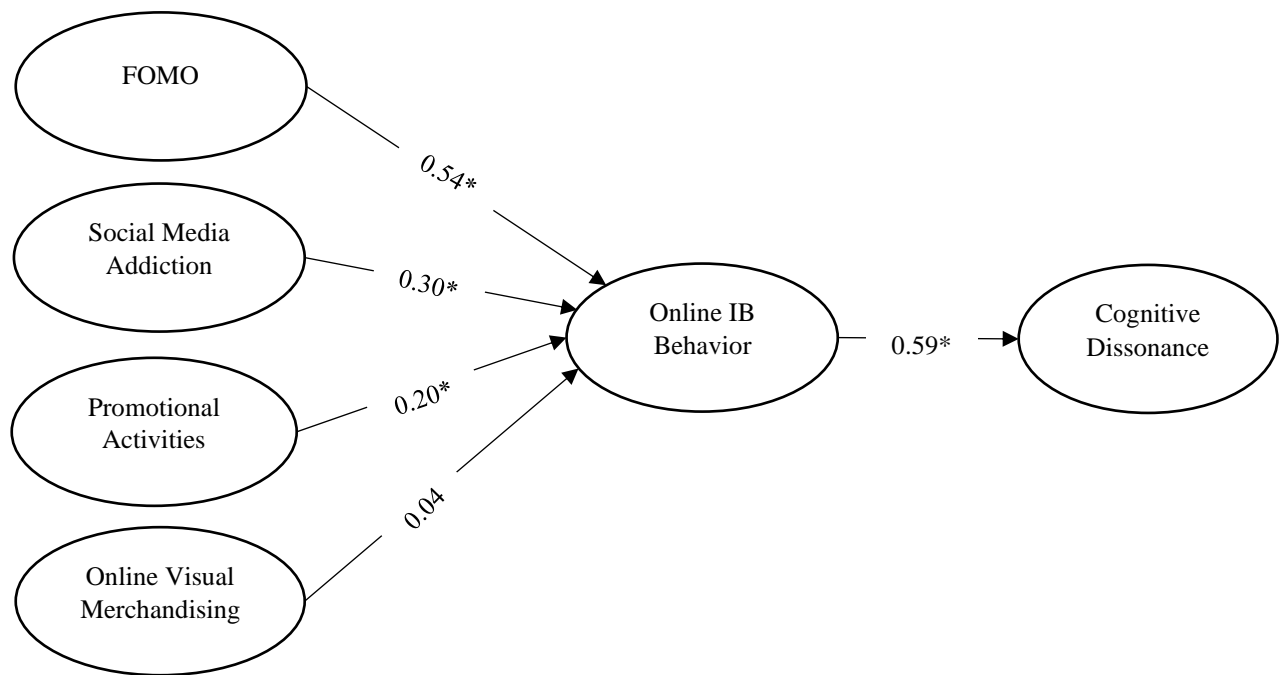 FOMO
0.54*
Social Media
Addiction
0.30*
Promotional
Activities
0.20*
Online Visual
Merchandising
0.04
Online IB
Behavior
0.59*
Cognitive
Dissonance